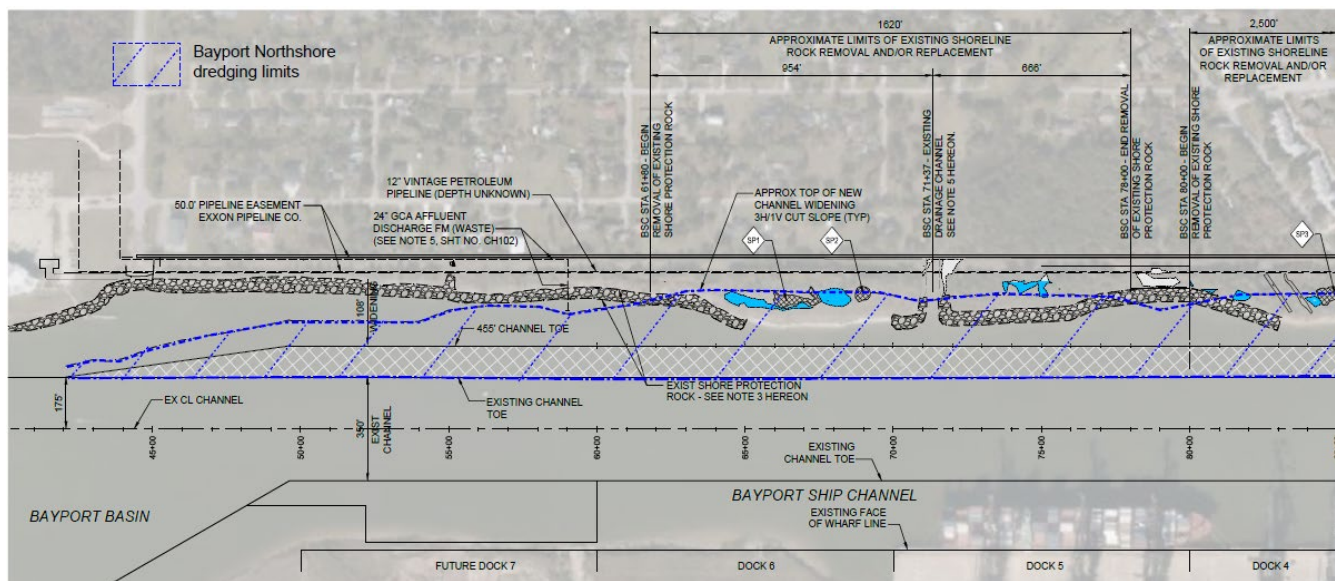 Bayport Northshore
dredging limits
1620'
APPROXIMATE LIMITS OF EXISTING SHORELINE
ROCK REMOVAL AND/OR REPLACEMENT
954'
666'
2,500'
APPROXIMATE LIMITS
OF EXISTING SHORELINE
ROCK REMOVAL AND/OR
REPLACEMENT
BSC STA 61+80 - BEGIN
REMOVAL OF EXISTING
SHORE PROTECTION ROCK
BSC STA 71+37 - EXISTING
DRAINAGE CHANNEL
SEE NOTE 5 HEREON.
BSC STA 78+00 - END REMOVAL
OF EXISTING SHORE
PROTECTION ROCK
BSC STA 80+00 - BEGIN
REMOVAL OF EXISTING SHORE
PROTECTION ROCK
12" VINTAGE PETROLEUM
PIPELINE (DEPTH UNKNOWN)
50.0' PIPELINE EASEMENT
EXXON PIPELINE CO.
24" GCA AFFLUENT
DISCHARGE FM (WASTE)
(SEE NOTE 5, SHT NO. CH102)
APPROX TOP OF NEW
CHANNEL WIDENING
3H/1V CUT SLOPE (TYP)
SP1
SP2
SP3
WIDENING
455' CHANNEL TOE
EXIST SHORE PROTECTION
ROCK - SEE NOTE 3 HEREON
175'
EX CL CHANNEL
EXISTING CHANNEL
TOE
350'
EXIST
CHANNEL
45+00
50+00
55+00
60+00
65+00
70+00
75+00
80+00
EXISTING
CHANNEL TOE
BAYPORT BASIN
BAYPORT SHIP CHANNEL
EXISTING FACE
OF WHARF LINE
FUTURE DOCK 7
DOCK 6
DOCK 5
DOCK 4